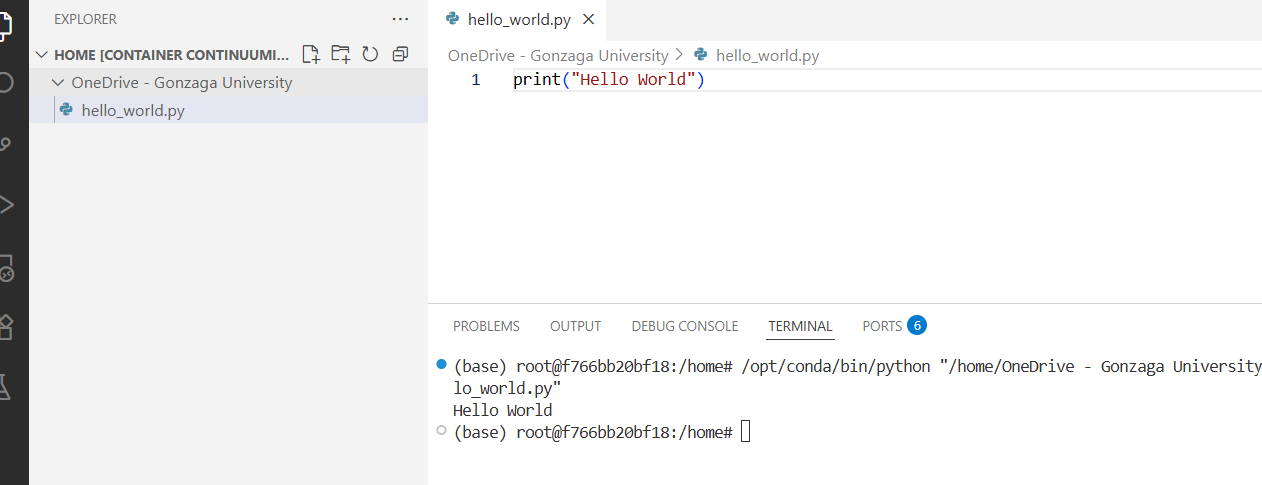 EXPLORER ...
HOME [CONTAINER CONTINUUMI...
OneDrive - Gonzaga University
hello_world.py
hello_world.py
OneDrive - Gonzaga University > hello_world.py
1 print("Hello World")
PROBLEMS OUTPUT DEBUG CONSOLE TERMINAL PORTS 6
(base) root@f766bb20bf18:/home# /opt/conda/bin/python "/home/OneDrive - Gonzaga University
lo_world.py"
Hello World
(base) root@f766bb20bf18:/home#